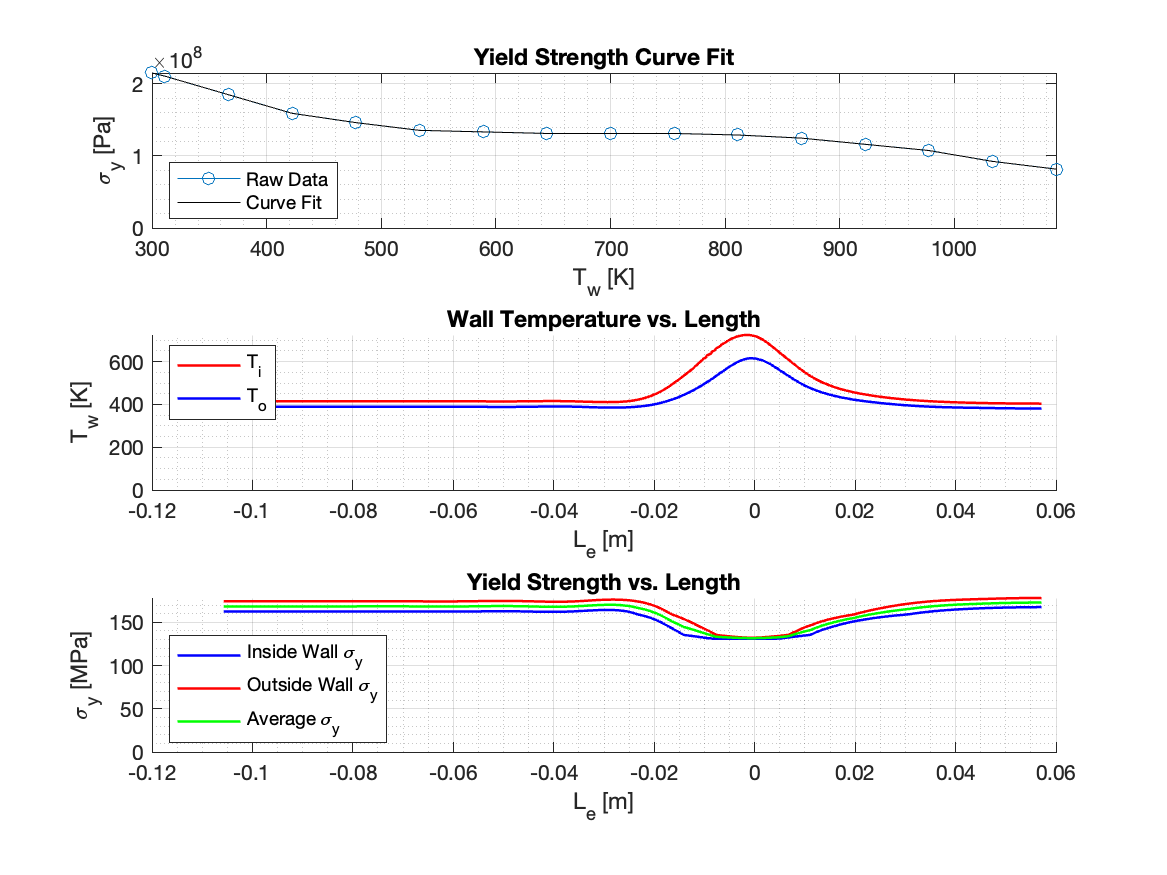 Yield Strength Curve Fit
× 10⁸
2
1
0
σ_y [Pa]
Raw Data
Curve Fit
300 400 500 600 700 800 900 1000
T_w [K]
Wall Temperature vs. Length
600
400
200
0
T_w [K]
T_i
T_o
-0.12 -0.1 -0.08 -0.06 -0.04 -0.02 0 0.02 0.04 0.06
L_e [m]
Yield Strength vs. Length
150
100
50
0
σ_y [MPa]
Inside Wall σ_y
Outside Wall σ_y
Average σ_y
-0.12 -0.1 -0.08 -0.06 -0.04 -0.02 0 0.02 0.04 0.06
L_e [m]